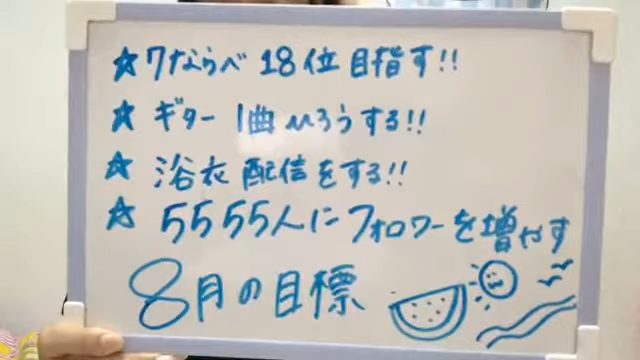 ☆7ならべ 18位 目指す!!
☆ギター 1曲 ひろうする!!
☆浴衣配信をする!!
☆5555人にフォロワーを増やす
8月の目標